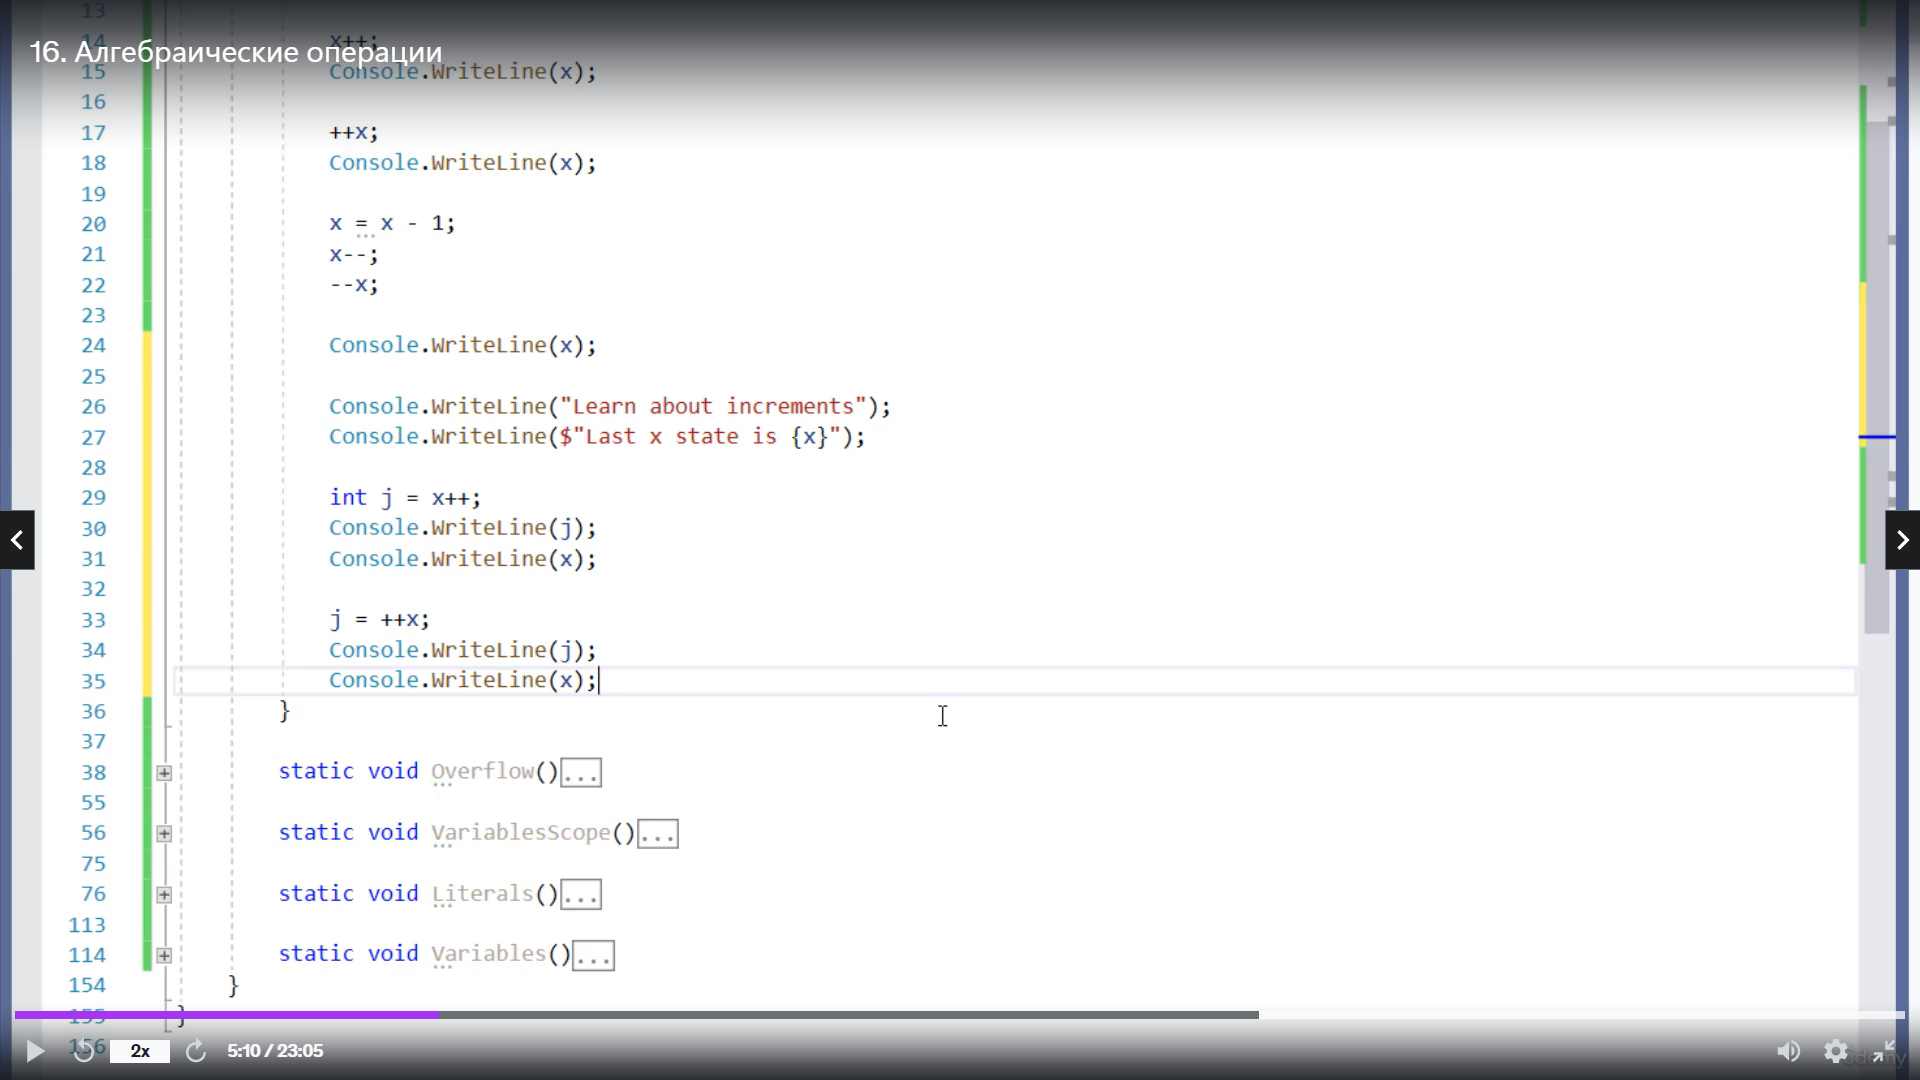 13
16. Алгебраические операции
14 x++;
15 Console.WriteLine(x);
16
17 ++x;
18 Console.WriteLine(x);
19
20 x = x - 1;
21 x--;
22 --x;
23
24 Console.WriteLine(x);
25
26 Console.WriteLine("Learn about increments");
27 Console.WriteLine($"Last x state is {x}");
28
29 int j = x++;
30 Console.WriteLine(j);
31 Console.WriteLine(x);
32
33 j = ++x;
34 Console.WriteLine(j);
35 Console.WriteLine(x);
36 }
37
38 static void Overflow()...
55
56 static void VariablesScope()...
75
76 static void Literals()...
113
114 static void Variables()...
154 }
155 }
156
2x 5:10 / 23:05
Udemy